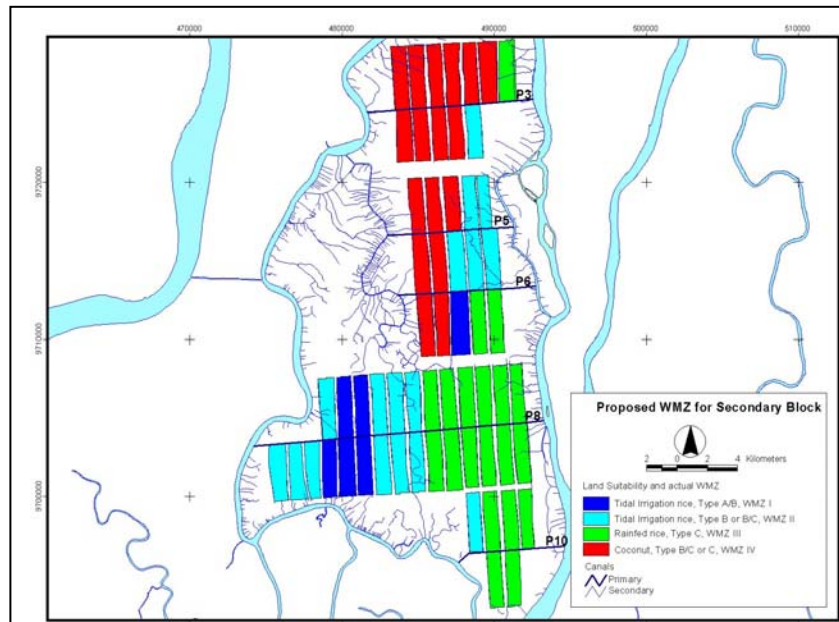 470000 480000 490000 500000 510000
P3
9720000
P5
P6
9710000
P8
9700000
P10
Proposed WMZ for Secondary Block
2 0 2 4 Kilometers
Land Suitability and actual WMZ
Tidal Irrigation rice, Type A/B, WMZ I
Tidal Irrigation rice, Type B or B/C, WMZ II
Rainfed rice, Type C, WMZ III
Coconut, Type B/C or C, WMZ IV
Canals
Primary
Secondary